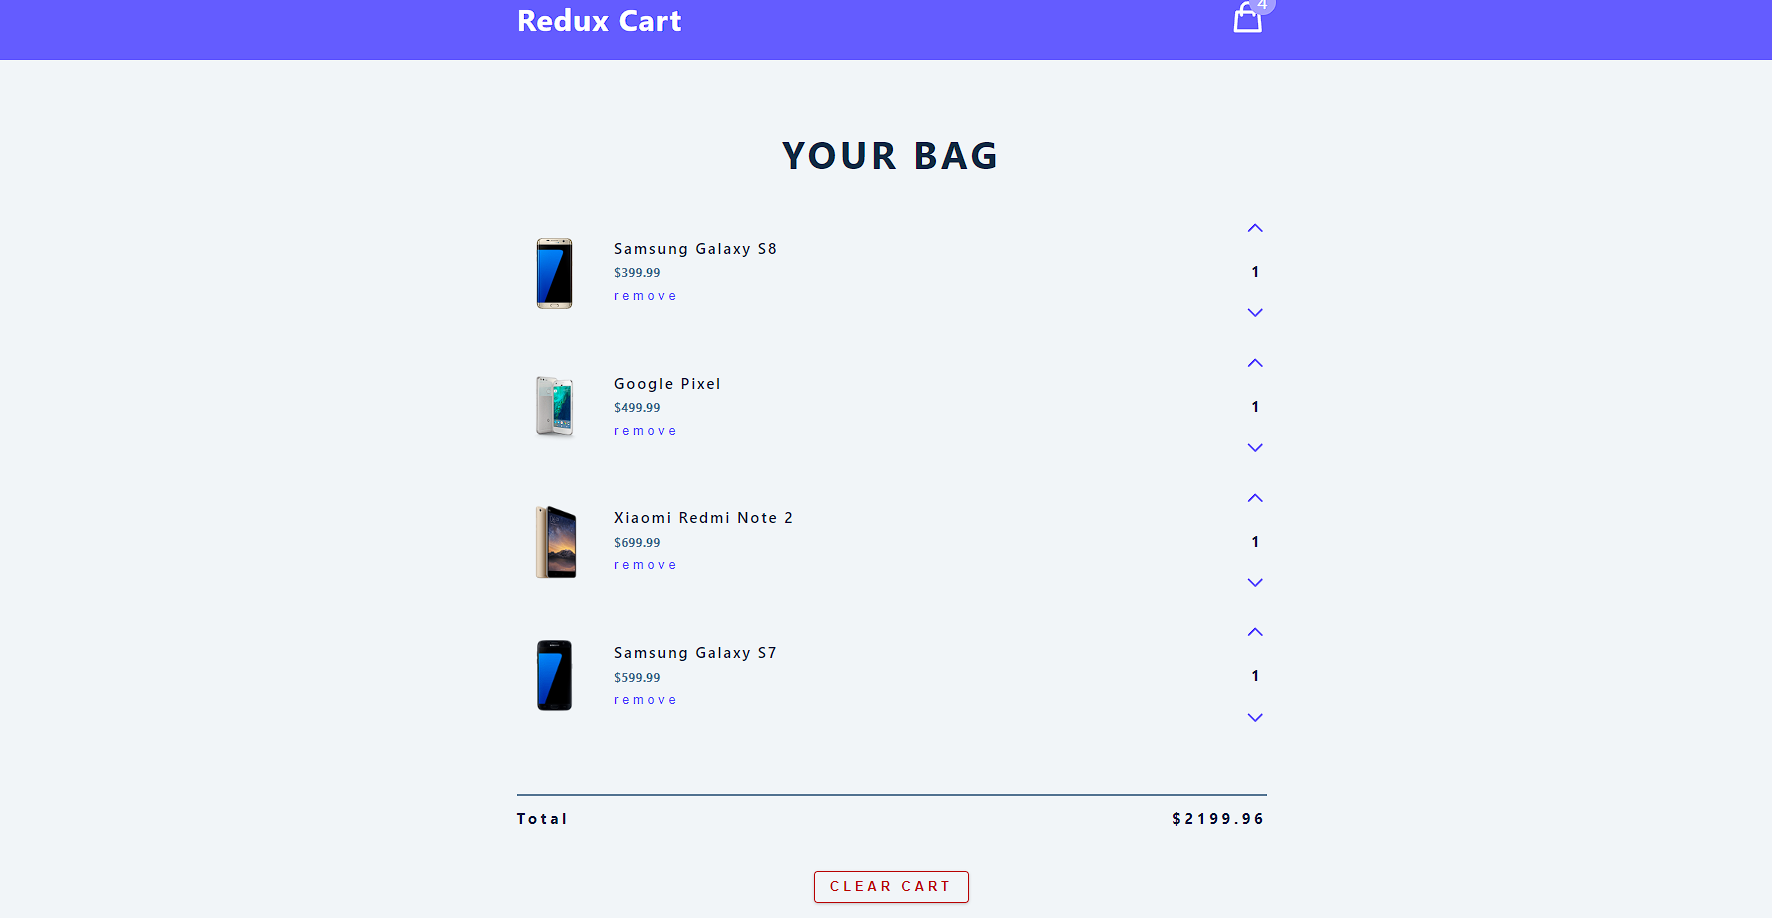 Redux Cart
4
YOUR BAG
Samsung Galaxy S8
$399.99
remove
1
Google Pixel
$499.99
remove
1
Xiaomi Redmi Note 2
$699.99
remove
1
Samsung Galaxy S7
$599.99
remove
1
Total $2199.96
CLEAR CART